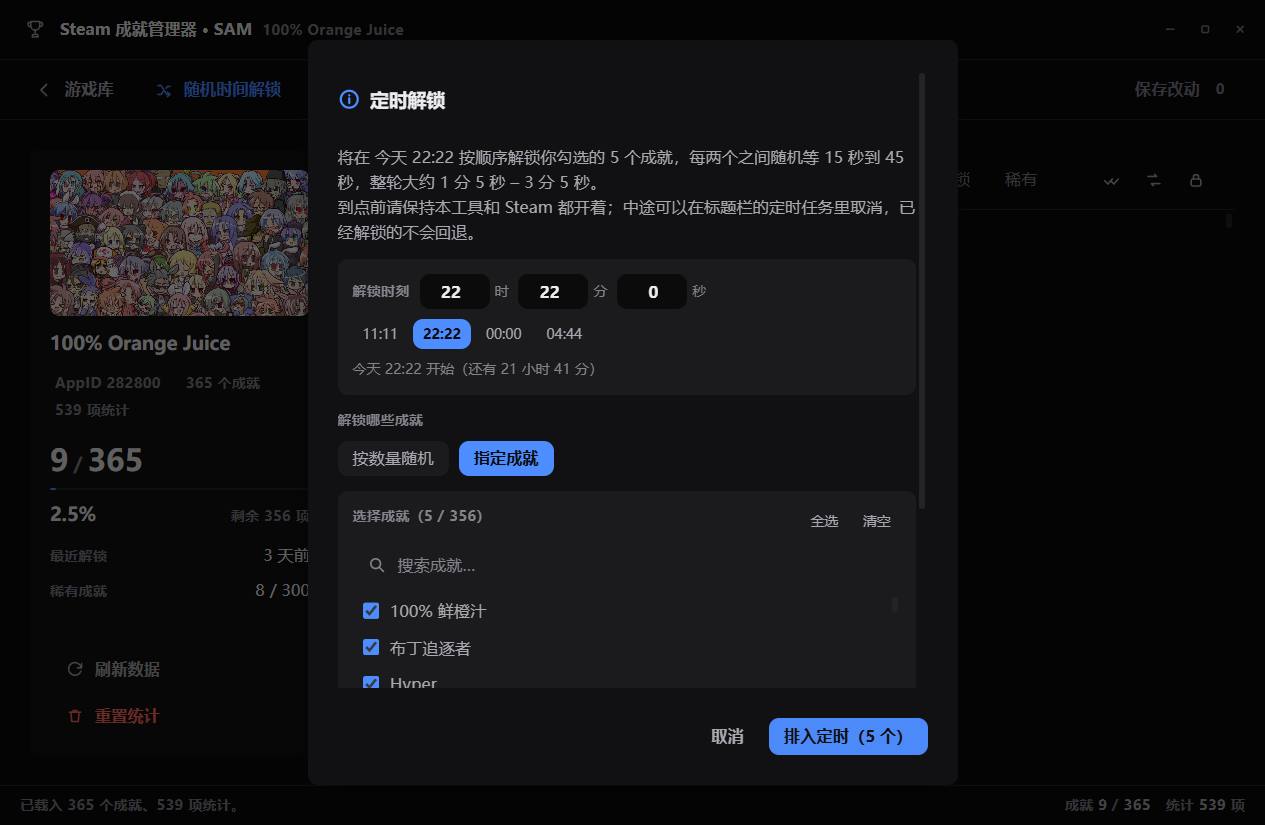 Steam 成就管理器 • SAM 100% Orange Juice
游戏库 随机时间解锁 保存改动 0
锁 稀有
定时解锁
将在 今天 22:22 按顺序解锁你勾选的 5 个成就，每两个之间随机等 15 秒到 45
秒，整轮大约 1 分 5 秒 – 3 分 5 秒。
到点前请保持本工具和 Steam 都开着；中途可以在标题栏的定时任务里取消，已
经解锁的不会回退。
解锁时刻 22 时 22 分 0 秒
11:11 22:22 00:00 04:44
今天 22:22 开始（还有 21 小时 41 分）
解锁哪些成就
按数量随机 指定成就
选择成就（5 / 356） 全选 清空
搜索成就...
100% 鲜橙汁
布丁追逐者
Hyper
取消 排入定时（5 个）
100% Orange Juice
AppID 282800 365 个成就
539 项统计
9 / 365
2.5% 剩余 356 项
最近解锁 3 天前
稀有成就 8 / 300
刷新数据
重置统计
已载入 365 个成就、539 项统计。 成就 9 / 365 统计 539 项